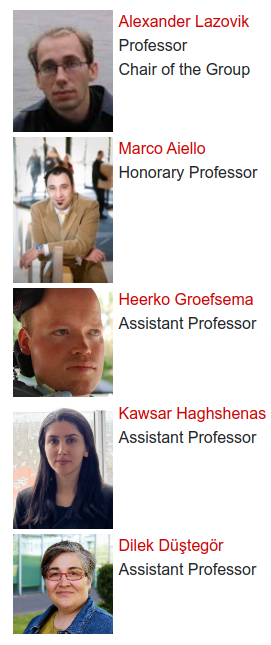 Alexander Lazovik
Professor
Chair of the Group
Marco Aiello
Honorary Professor
Heerko Groefsema
Assistant Professor
Kawsar Haghshenas
Assistant Professor
Dilek Düştegör
Assistant Professor